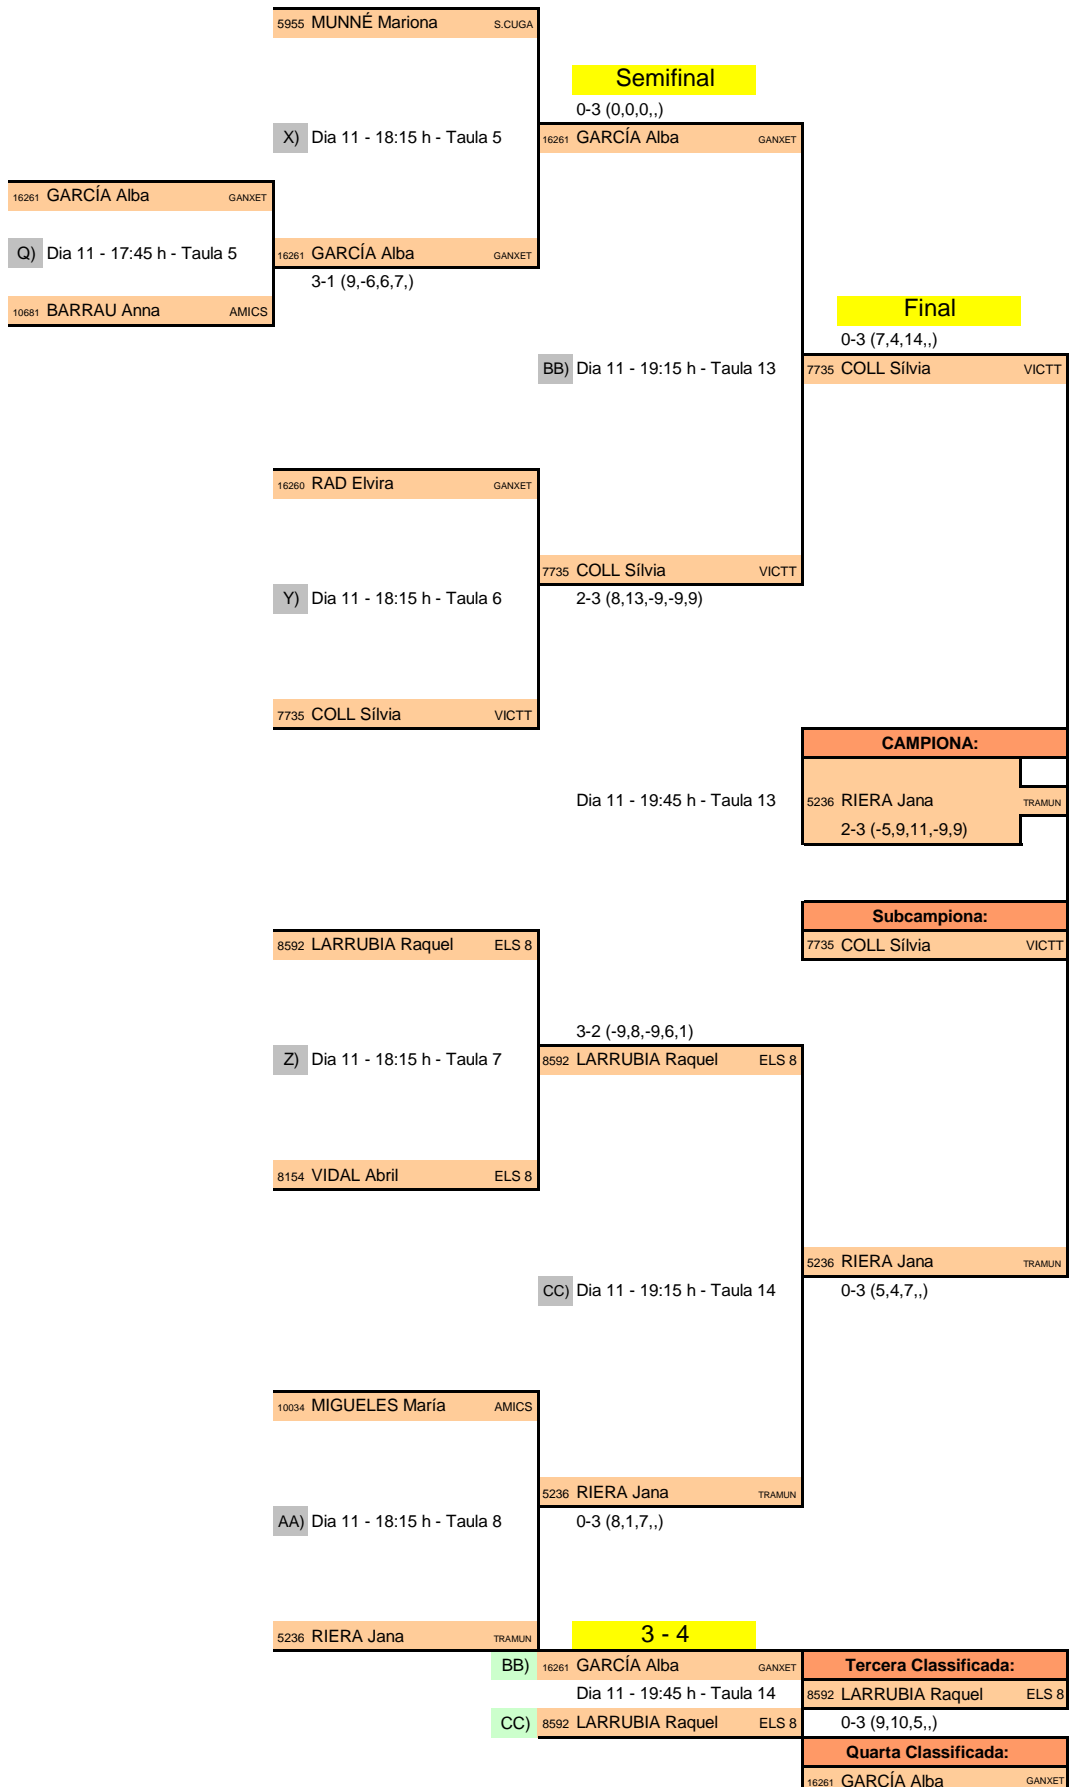 5955 MUNNÉ Mariona S.CUGA
Semifinal
0-3 (0,0,0,,)
X) Dia 11 - 18:15 h - Taula 5
16261 GARCÍA Alba GANXET
16261 GARCÍA Alba GANXET
Q) Dia 11 - 17:45 h - Taula 5
16261 GARCÍA Alba GANXET
3-1 (9,-6,6,7,)
10681 BARRAU Anna AMICS
Final
0-3 (7,4,14,,)
BB) Dia 11 - 19:15 h - Taula 13
7735 COLL Sílvia VICTT
16260 RAD Elvira GANXET
7735 COLL Sílvia VICTT
Y) Dia 11 - 18:15 h - Taula 6
2-3 (8,13,-9,-9,9)
7735 COLL Sílvia VICTT
CAMPIONA:
Dia 11 - 19:45 h - Taula 13
5236 RIERA Jana TRAMUN
2-3 (-5,9,11,-9,9)
Subcampiona:
8592 LARRUBIA Raquel ELS 8
7735 COLL Sílvia VICTT
3-2 (-9,8,-9,6,1)
Z) Dia 11 - 18:15 h - Taula 7
8592 LARRUBIA Raquel ELS 8
8154 VIDAL Abril ELS 8
5236 RIERA Jana TRAMUN
CC) Dia 11 - 19:15 h - Taula 14
0-3 (5,4,7,,)
10034 MIGUELES María AMICS
5236 RIERA Jana TRAMUN
AA) Dia 11 - 18:15 h - Taula 8
0-3 (8,1,7,,)
5236 RIERA Jana TRAMUN
3 - 4
BB) 16261 GARCÍA Alba GANXET
Tercera Classificada:
Dia 11 - 19:45 h - Taula 14
8592 LARRUBIA Raquel ELS 8
CC) 8592 LARRUBIA Raquel ELS 8
0-3 (9,10,5,,)
Quarta Classificada:
16261 GARCÍA Alba GANXET